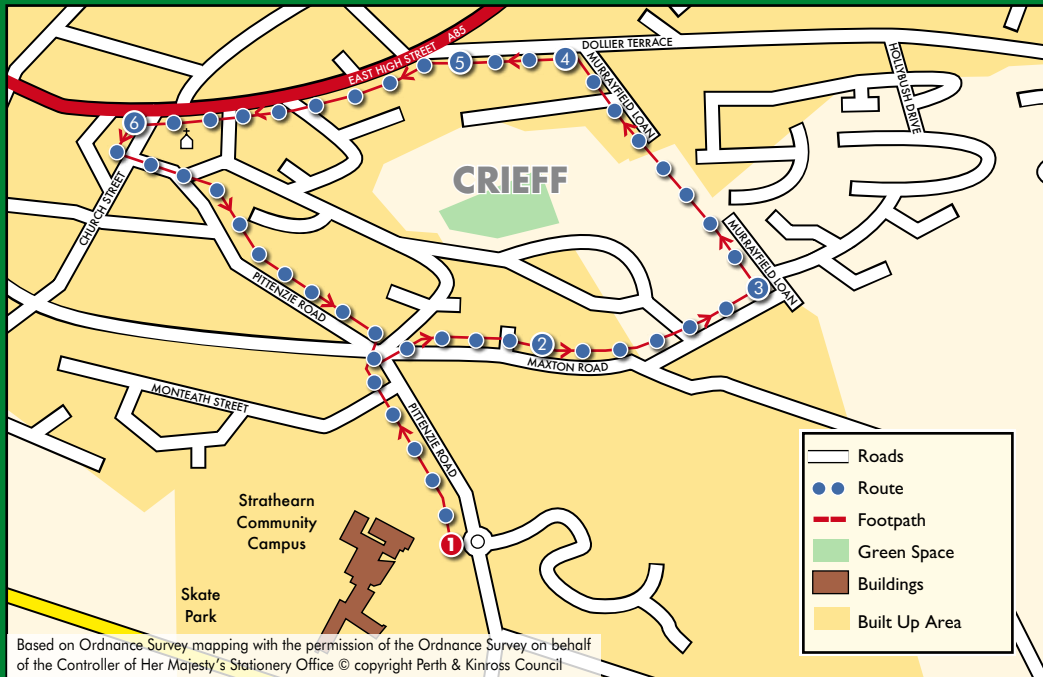 EAST HIGH STREET A85
DOLLIER TERRACE
HOLLYBUSH DRIVE
MURRAYFIELD LOAN
5
4
6
CRIEFF
CHURCH STREET
MURRAYFIELD LOAN
3
PITTENZIE ROAD
2
MAXTON ROAD
MONTEATH STREET
PITTENZIE ROAD
1
Strathearn
Community
Campus
Skate
Park
Roads
Route
Footpath
Green Space
Buildings
Built Up Area
Based on Ordnance Survey mapping with the permission of the Ordnance Survey on behalf
of the Controller of Her Majesty's Stationery Office © copyright Perth & Kinross Council